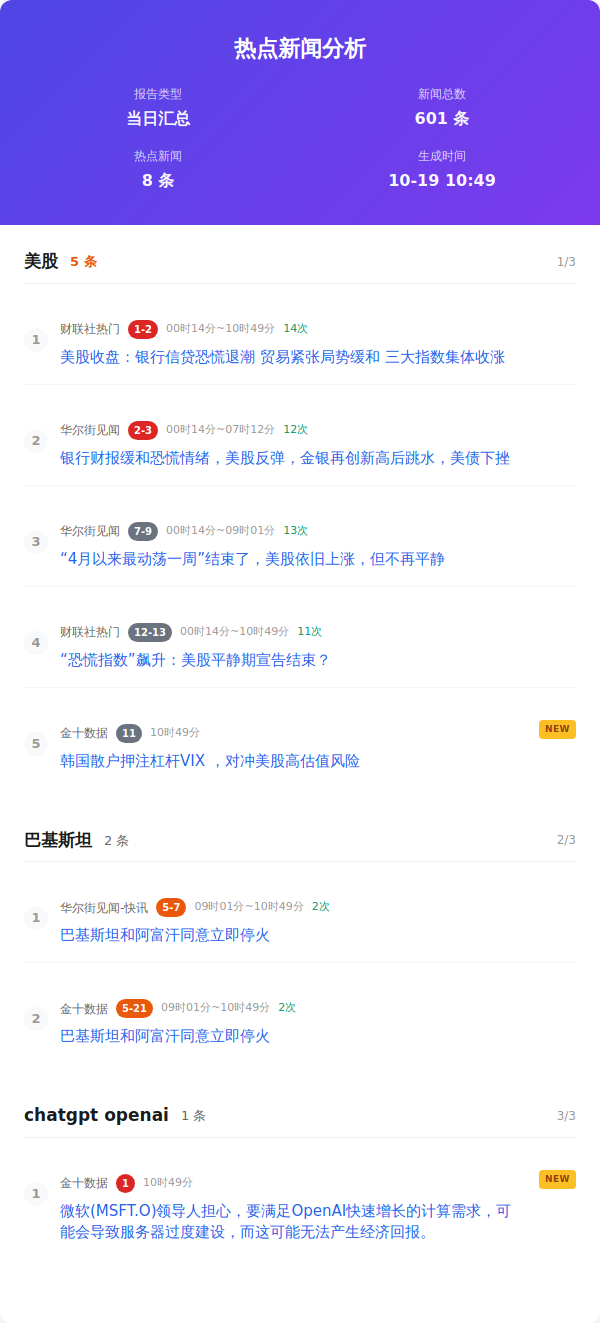 热点新闻分析
报告类型
新闻总数
当日汇总
601 条
热点新闻
生成时间
8 条
10-19 10:49
美股 5 条 1/3
1 财联社热门 1-2 00时14分~10时49分 14次
美股收盘：银行信贷恐慌退潮 贸易紧张局势缓和 三大指数集体收涨
2 华尔街见闻 2-3 00时14分~07时12分 12次
银行财报缓和恐慌情绪，美股反弹，金银再创新高后跳水，美债下挫
3 华尔街见闻 7-9 00时14分~09时01分 13次
“4月以来最动荡一周”结束了，美股依旧上涨，但不再平静
4 财联社热门 12-13 00时14分~10时49分 11次
“恐慌指数”飙升：美股平静期宣告结束？
5 金十数据 11 10时49分 NEW
韩国散户押注杠杆VIX ，对冲美股高估值风险
巴基斯坦 2 条 2/3
1 华尔街见闻-快讯 5-7 09时01分~10时49分 2次
巴基斯坦和阿富汗同意立即停火
2 金十数据 5-21 09时01分~10时49分 2次
巴基斯坦和阿富汗同意立即停火
chatgpt openai 1 条 3/3
1 金十数据 1 10时49分 NEW
微软(MSFT.O)领导人担心，要满足OpenAI快速增长的计算需求，可
能会导致服务器过度建设，而这可能无法产生经济回报。